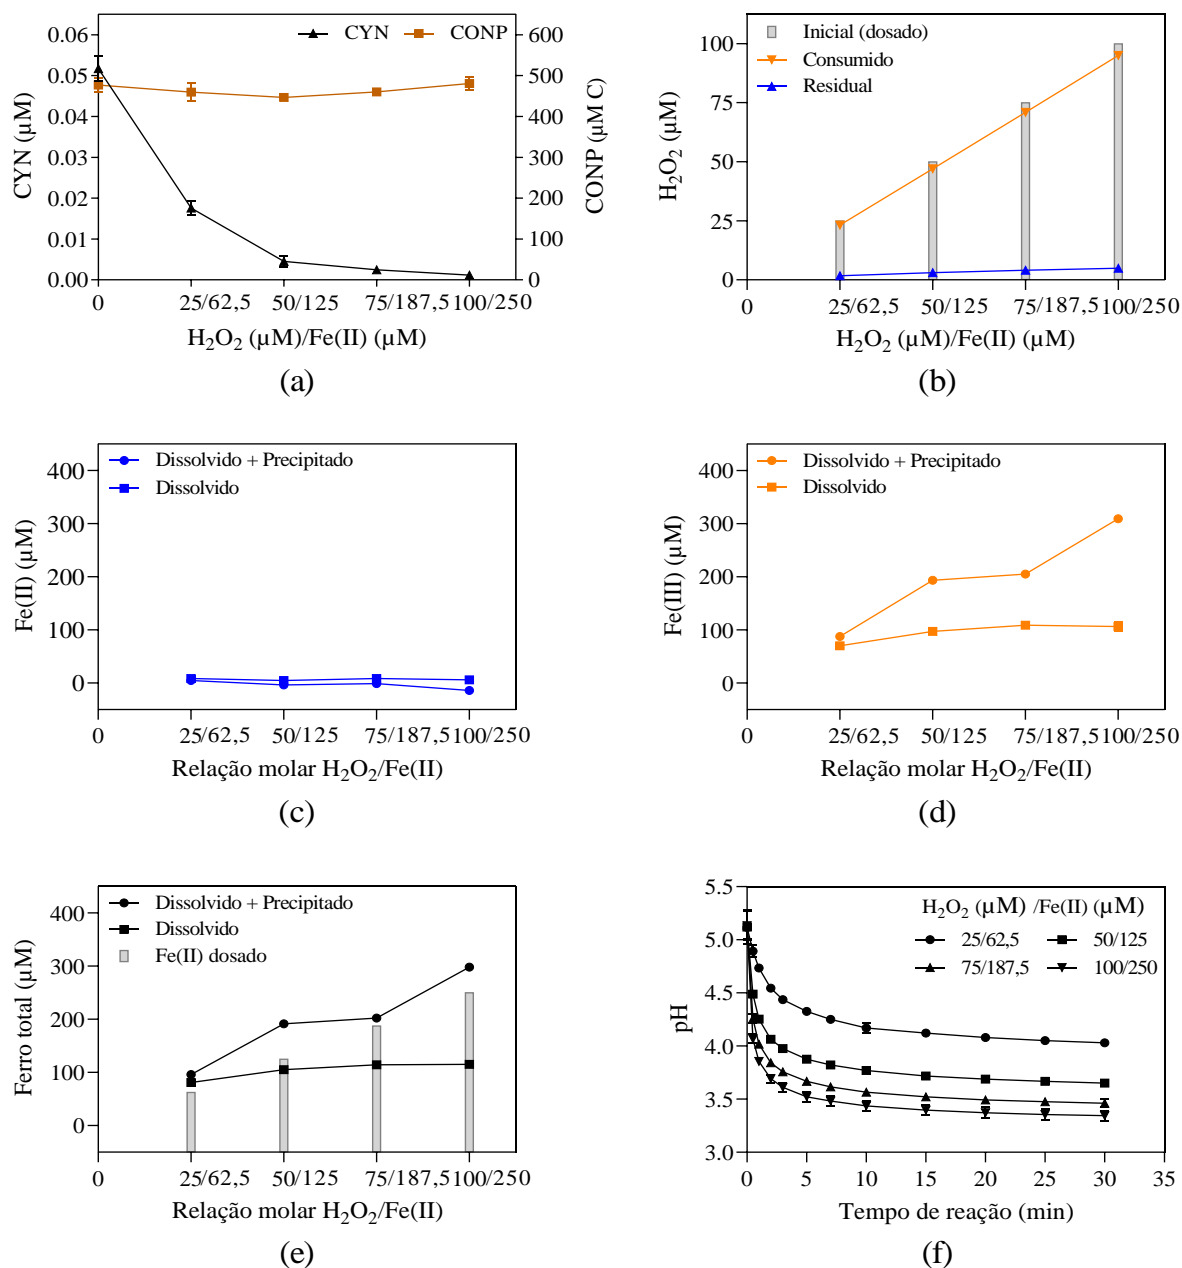 CYN CONP
0.06
0.05
0.04
0.03
0.02
0.01
0.00
CYN (µM)
600
500
400
300
200
100
0
CONP (µM C)
0 25/62,5 50/125 75/187,5 100/250
H₂O₂ (µM)/Fe(II) (µM)
(a)
Inicial (dosado)
Consumido
Residual
100
75
50
25
0
H₂O₂ (µM)
0 25/62,5 50/125 75/187,5 100/250
H₂O₂ (µM)/Fe(II) (µM)
(b)
Dissolvido + Precipitado
Dissolvido
400
300
200
100
0
Fe(II) (µM)
0 25/62,5 50/125 75/187,5 100/250
Relação molar H₂O₂/Fe(II)
(c)
Dissolvido + Precipitado
Dissolvido
400
300
200
100
0
Fe(III) (µM)
0 25/62,5 50/125 75/187,5 100/250
Relação molar H₂O₂/Fe(II)
(d)
Dissolvido + Precipitado
Dissolvido
Fe(II) dosado
400
300
200
100
0
Ferro total (µM)
0 25/62,5 50/125 75/187,5 100/250
Relação molar H₂O₂/Fe(II)
(e)
H₂O₂ (µM) /Fe(II) (µM)
25/62,5 50/125
75/187,5 100/250
5.5
5.0
4.5
4.0
3.5
3.0
pH
0 5 10 15 20 25 30 35
Tempo de reação (min)
(f)